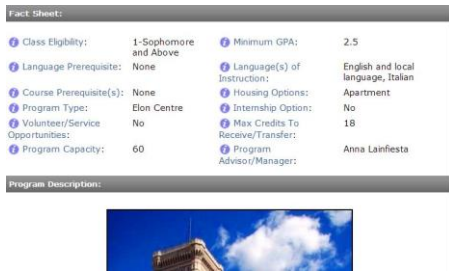 Fact Sheet:
Class Eligibility: 1-Sophomore and Above Minimum GPA: 2.5
Language Prerequisite: None Language(s) of Instruction: English and local language, Italian
Course Prerequisite(s): None Housing Options: Apartment
Program Type: Elon Centre Internship Option: No
Volunteer/Service Opportunities: No Max Credits To Receive/Transfer: 18
Program Capacity: 60 Program Advisor/Manager: Anna Lainfiesta
Program Description: